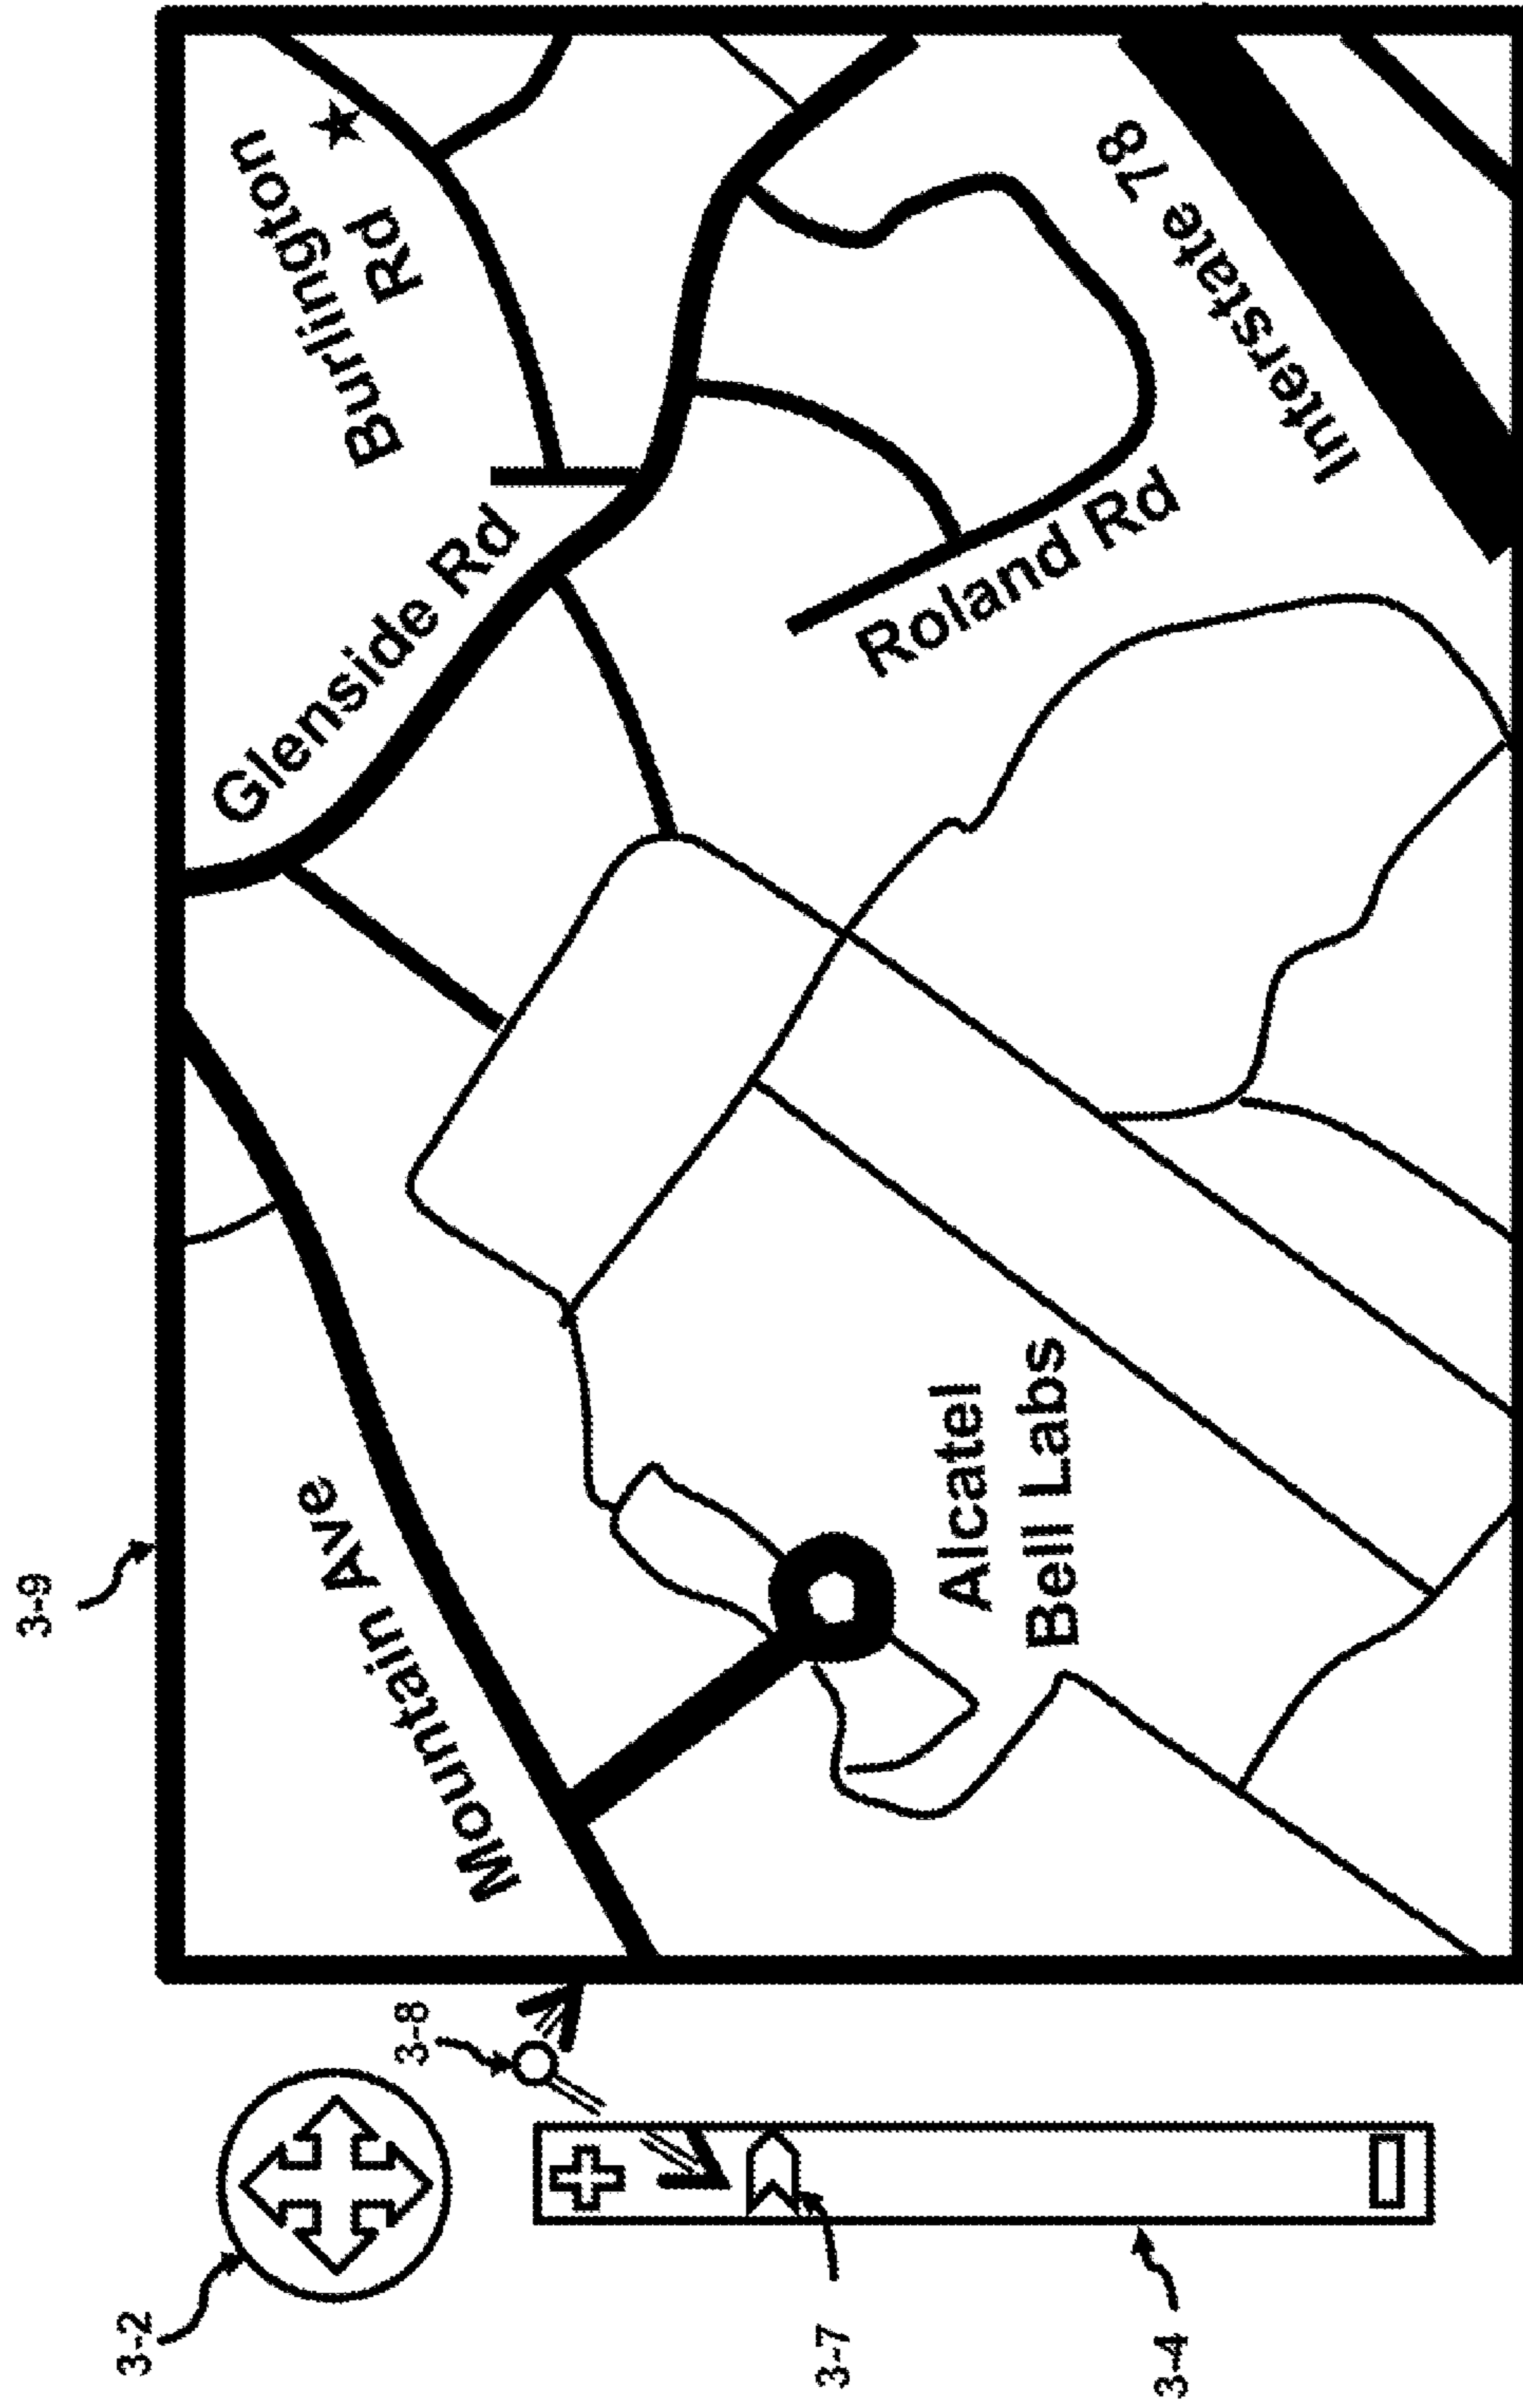 3-9
3-2
3-8
3-7
3-4
Mountain Ave
Glenside Rd
Burlington
Rd
Roland Rd
Interstate 78
Alcatel
Bell Labs